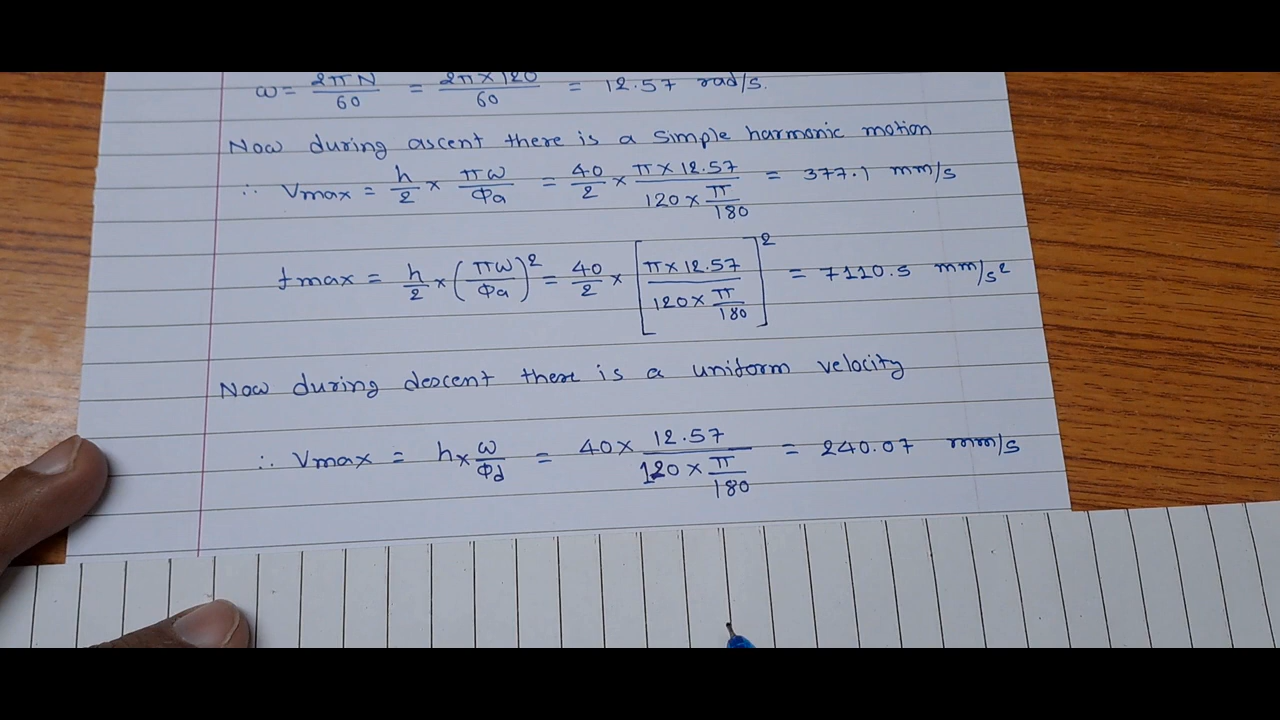 ω = 2πN/60 = 2π×120/60 = 12.57 rad/s.
Now during ascent there is a simple harmonic motion
∴ Vmax = h/2 × πω/Φa = 40/2 × π×12.57/(120×π/180) = 377.1 mm/s
fmax = h/2 × (πω/Φa)² = 40/2 × [π×12.57/(120×π/180)]² = 7110.5 mm/s²
Now during descent there is a uniform velocity
∴ Vmax = h × ω/Φd = 40 × 12.57/(120×π/180) = 240.07 mm/s